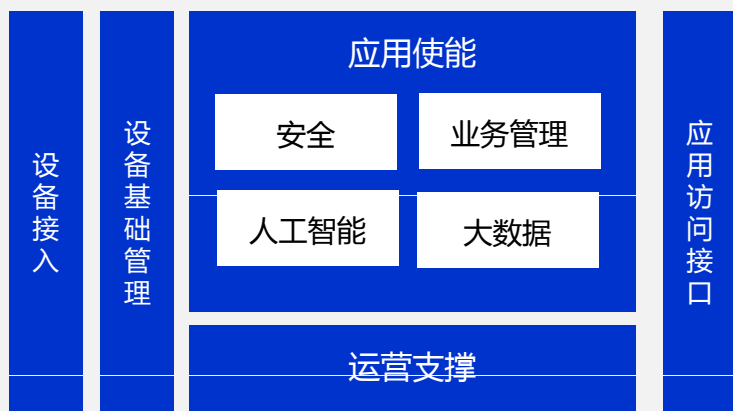 设备接入
设备基础管理
应用使能
安全
业务管理
人工智能
大数据
运营支撑
应用访问接口